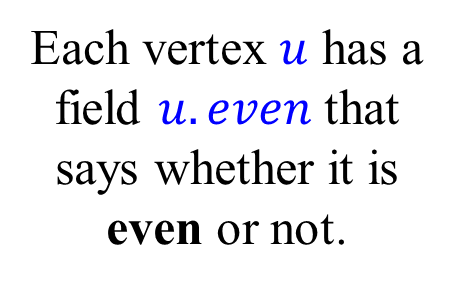 Each vertex u has a
field u.even that
says whether it is
even or not.